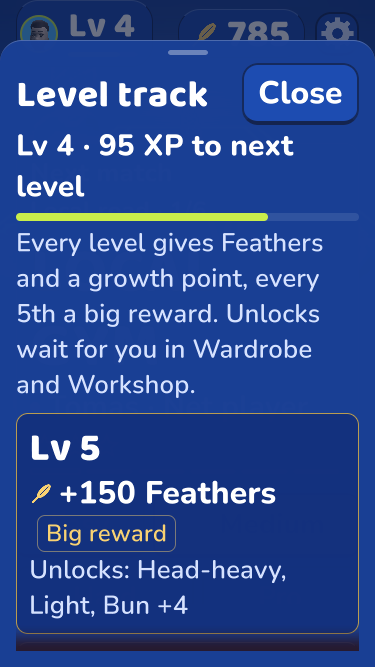 Lv 4
785
Level track
Close
Lv 4 · 95 XP to next
level
Every level gives Feathers
and a growth point, every
5th a big reward. Unlocks
wait for you in Wardrobe
and Workshop.
Lv 5
+150 Feathers
Big reward
Unlocks: Head-heavy,
Light, Bun +4